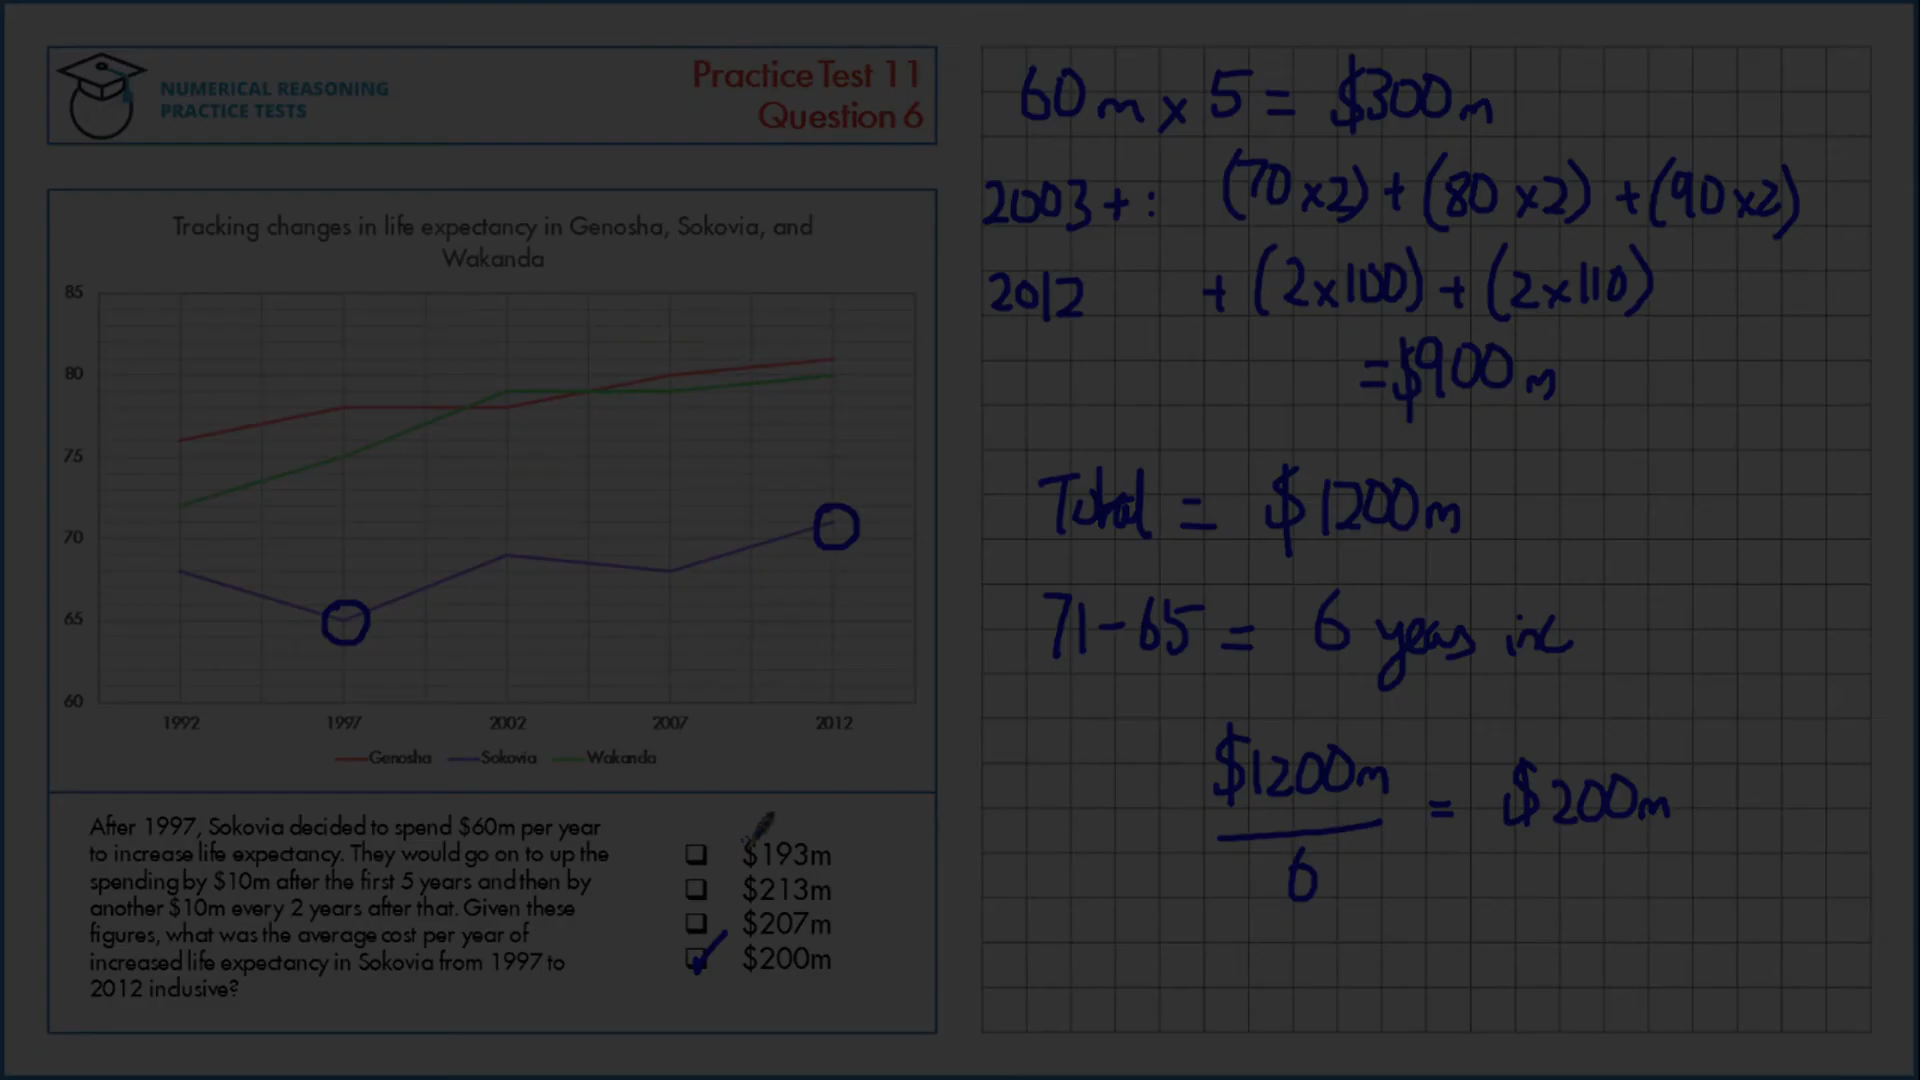 NUMERICAL REASONING
PRACTICE TESTS
Practice Test 11
Question 6
Tracking changes in life expectancy in Genosha, Sokovia, and
Wakanda
85
80
75
70
65
60
1992 1997 2002 2007 2012
Genosha Sokovia Wakanda
After 1997, Sokovia decided to spend $60m per year
to increase life expectancy. They would go on to up the
spending by $10m after the first 5 years and then by
another $10m every 2 years after that. Given these
figures, what was the average cost per year of
increased life expectancy in Sokovia from 1997 to
2012 inclusive?
$193m
$213m
$207m
$200m
60m x 5 = $300m
2003+: (70x2) + (80x2) + (90x2)
2012 + (2x100) + (2x110)
= $900m
Total = $1200m
71-65 = 6 years inc
$1200m
= $200m
6